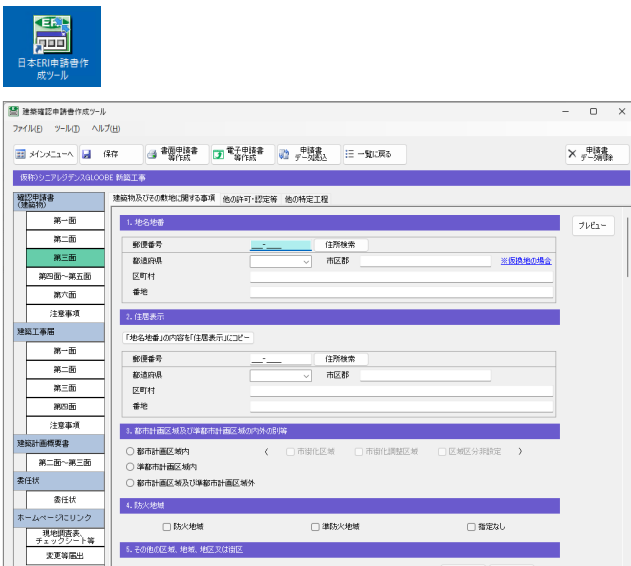 ERI
日本ERI申請書作
成ツール
建築確認申請書作成ツール
ファイル(F) ツール(T) ヘルプ(H)
メインメニューへ 保存 書面申請書等作成 電子申請書等作成 申請書データ読込 一覧に戻る 申請書データ削除
仮称)シニアレジデンスGLOOBE 新築工事
確認申請書
(建築物)
第一面
第二面
第三面
第四面～第五面
第六面
注意事項
建築工事届
第一面
第二面
第三面
第四面
注意事項
建築計画概要書
第二面～第三面
委任状
委任状
ホームページにリンク
現地調査表、
チェックシート等
変更等届出
建築物及びその敷地に関する事項 他の許可・認定等 他の特定工程
プレビュー
1. 地名地番
郵便番号 ___-____ 住所検索
都道府県 市区郡 ※仮換地の場合
区町村
番地
2. 住居表示
「地名地番」の内容を「住居表示」にコピー
郵便番号 ___-____ 住所検索
都道府県 市区郡
区町村
番地
3. 都市計画区域及び準都市計画区域の内外の別等
都市計画区域内 ( 市街化区域 市街化調整区域 区域区分非設定 )
準都市計画区域内
都市計画区域及び準都市計画区域外
4. 防火地域
防火地域 準防火地域 指定なし
5. その他の区域、地域、地区又は街区